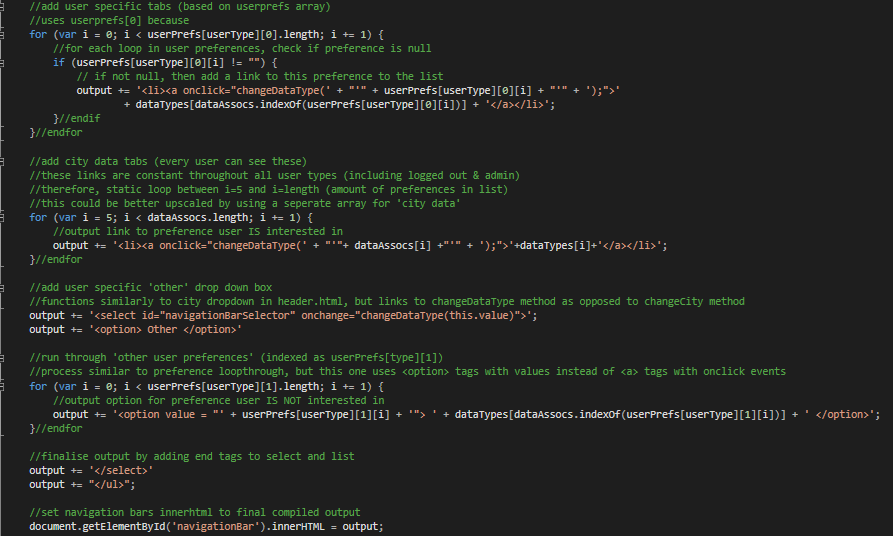 //add user specific tabs (based on userprefs array)
//uses userprefs[0] because
for (var i = 0; i < userPrefs[userType][0].length; i += 1) {
//for each loop in user preferences, check if preference is null
if (userPrefs[userType][0][i] != "") {
// if not null, then add a link to this preference to the list
output += '<li><a onclick="changeDataType(' + "'" + userPrefs[userType][0][i] + "'" + ');">'
+ dataTypes[dataAssocs.indexOf(userPrefs[userType][0][i])] + '</a></li>';
}//endif
}//endfor
//add city data tabs (every user can see these)
//these links are constant throughout all user types (including logged out & admin)
//therefore, static loop between i=5 and i=length (amount of preferences in list)
//this could be better upscaled by using a seperate array for 'city data'
for (var i = 5; i < dataAssocs.length; i += 1) {
//output link to preference user IS interested in
output += '<li><a onclick="changeDataType(' + "'"+ dataAssocs[i] +"'" + ');">'+dataTypes[i]+'</a></li>';
}//endfor
//add user specific 'other' drop down box
//functions similarly to city dropdown in header.html, but links to changeDataType method as opposed to changeCity method
output += '<select id="navigationBarSelector" onchange="changeDataType(this.value)">';
output += '<option> Other </option>'
//run through 'other user preferences' (indexed as userPrefs[type][1])
//process similar to preference loopthrough, but this one uses <option> tags with values instead of <a> tags with onclick events
for (var i = 0; i < userPrefs[userType][1].length; i += 1) {
//output option for preference user IS NOT interested in
output += '<option value = "' + userPrefs[userType][1][i] + '"> ' + dataTypes[dataAssocs.indexOf(userPrefs[userType][1][i])] + ' </option>';
}//endfor
//finalise output by adding end tags to select and list
output += '</select>'
output += "</ul>";
//set navigation bars innerhtml to final compiled output
document.getElementById('navigationBar').innerHTML = output;